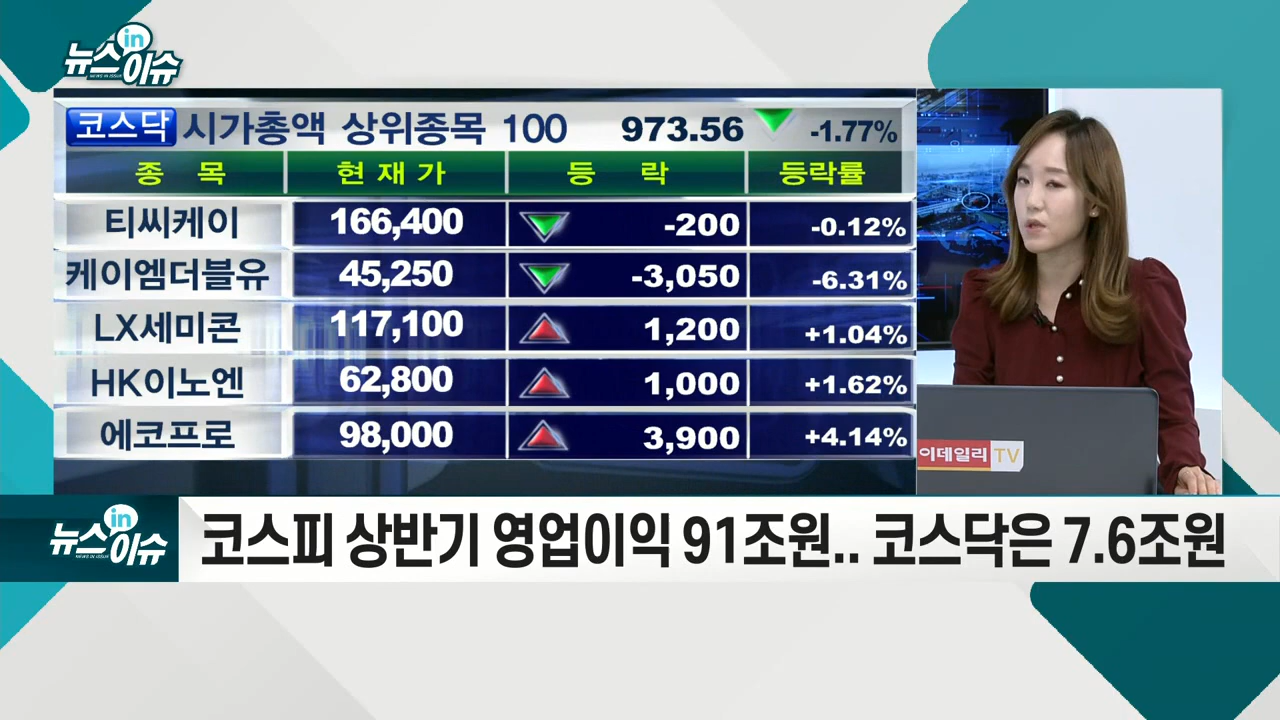 뉴스in이슈
NEWS IN ISSUE
코스닥 시가총액 상위종목 100 973.56 -1.77%
종 목 현재가 등 락 등락률
티씨케이 166,400 -200 -0.12%
케이엠더블유 45,250 -3,050 -6.31%
LX세미콘 117,100 1,200 +1.04%
HK이노엔 62,800 1,000 +1.62%
에코프로 98,000 3,900 +4.14%
이데일리TV
뉴스in이슈
NEWS IN ISSUE
코스피 상반기 영업이익 91조원.. 코스닥은 7.6조원